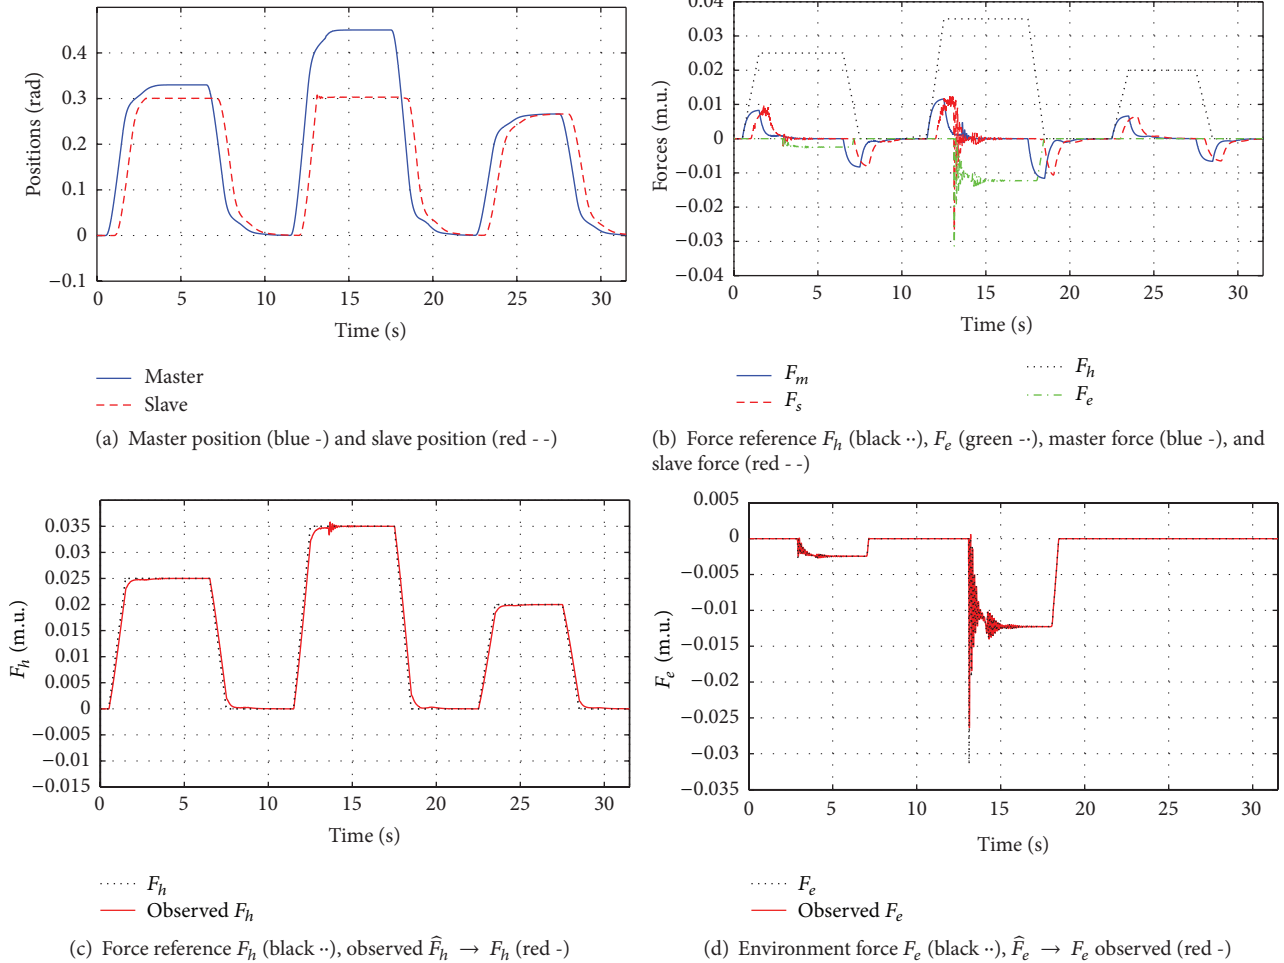 0.4
0.3
0.2
0.1
0
−0.1
Positions (rad)
0 5 10 15 20 25 30
Time (s)
Master
Slave
(a) Master position (blue -) and slave position (red - -)
0.04
0.03
0.02
0.01
0
−0.01
−0.02
−0.03
−0.04
Forces (m.u.)
0 5 10 15 20 25 30
Time (s)
F_m
F_s
F_h
F_e
(b) Force reference F_h (black ··), F_e (green -·), master force (blue -), and
slave force (red - -)
0.035
0.03
0.025
0.02
0.015
0.01
0.005
0
−0.005
−0.01
−0.015
F_h (m.u.)
0 5 10 15 20 25 30
Time (s)
F_h
Observed F_h
(c) Force reference F_h (black ··), observed F̂_h → F_h (red -)
0.005
0
−0.005
−0.01
−0.015
−0.02
−0.025
−0.03
−0.035
F_e (m.u.)
0 5 10 15 20 25 30
Time (s)
F_e
Observed F_e
(d) Environment force F_e (black ··), F̂_e → F_e observed (red -)